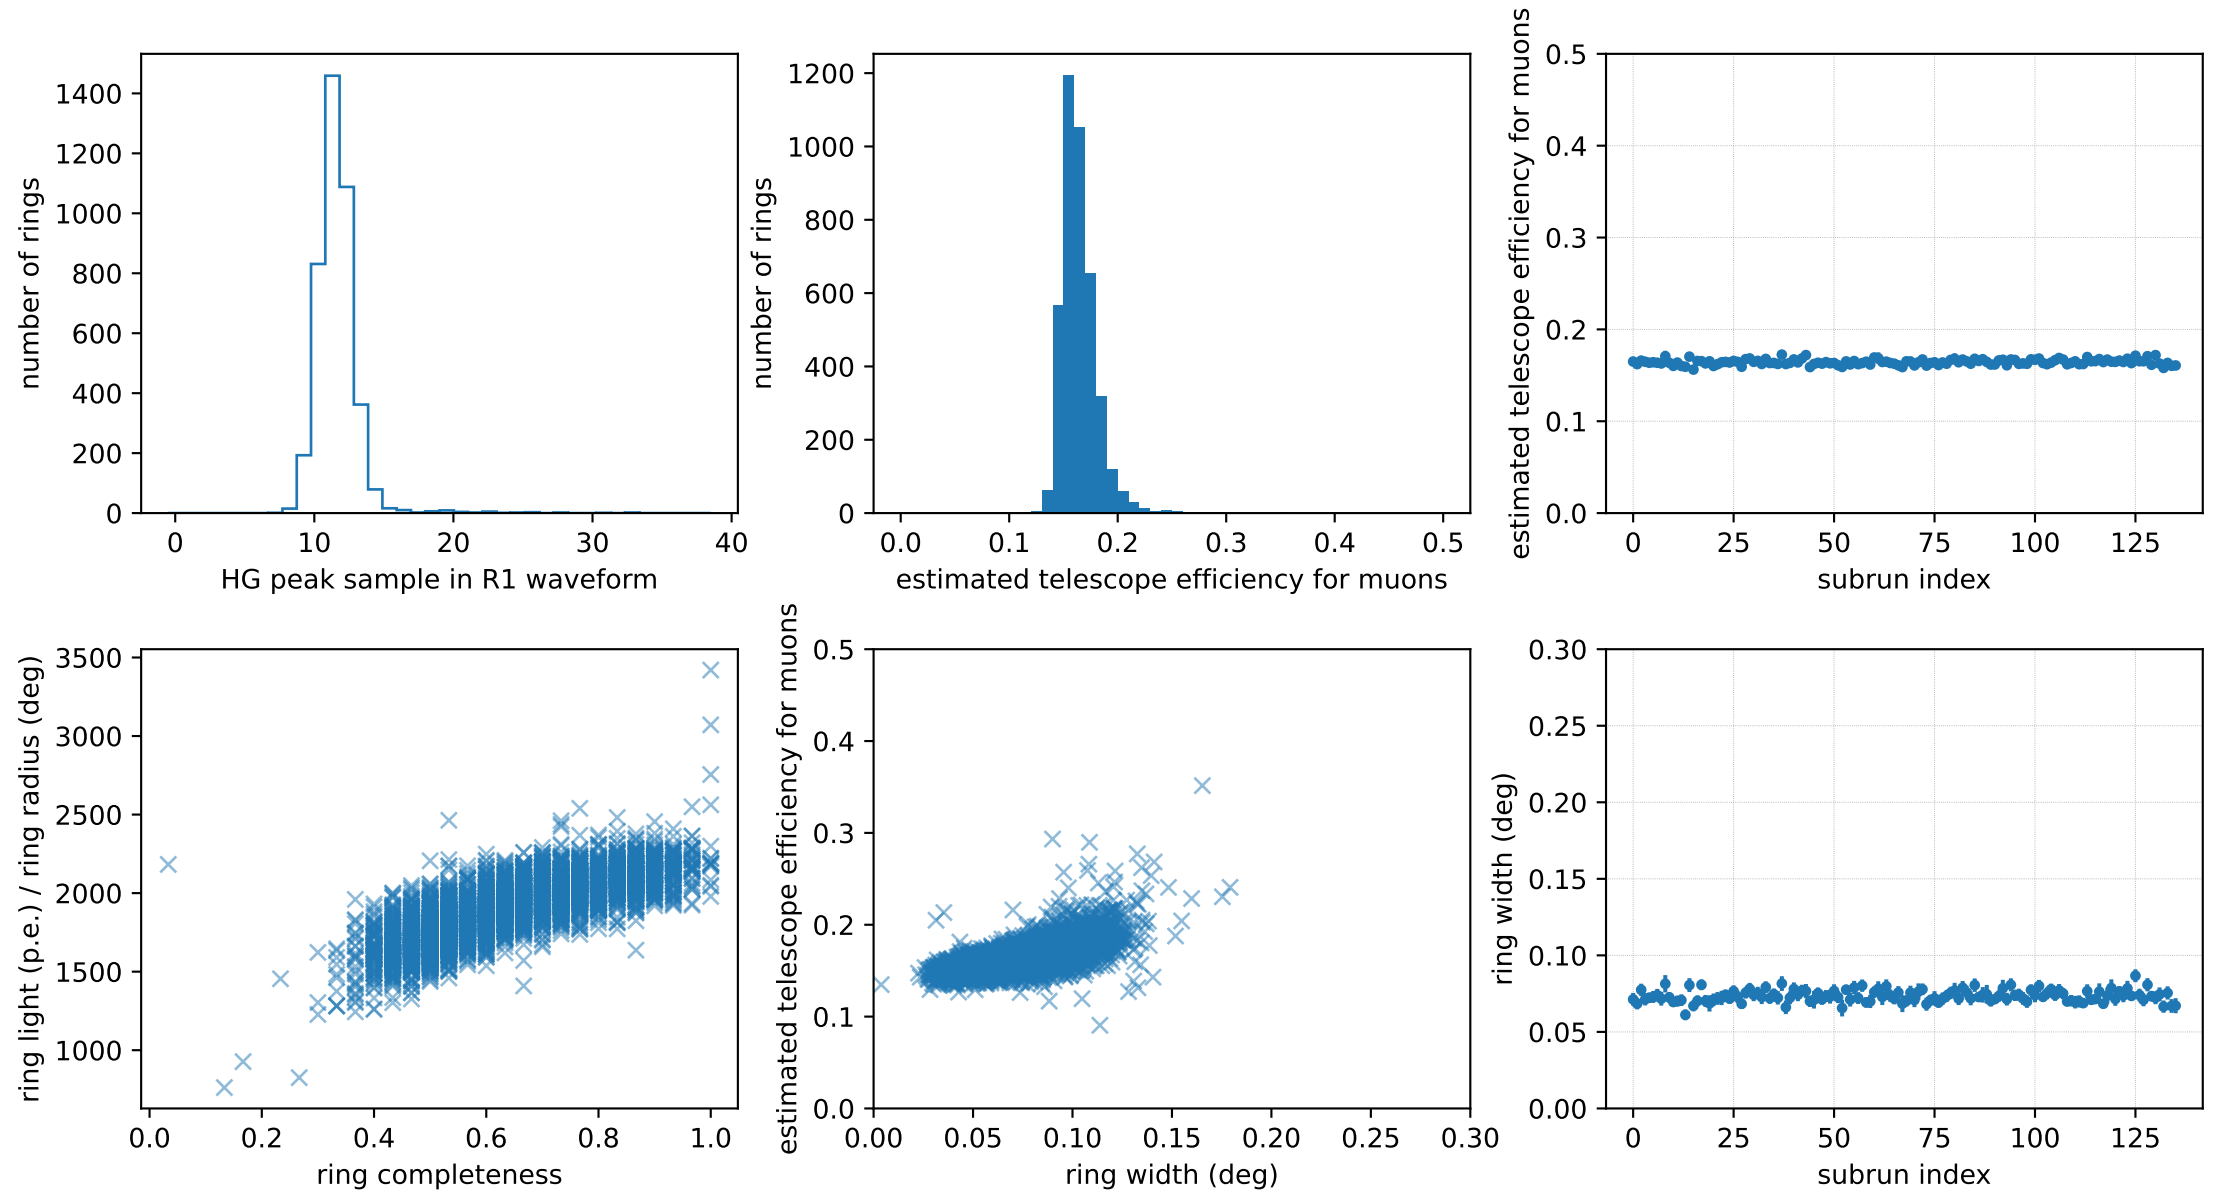 number of rings
1400
1200
1000
800
600
400
200
0
0 10 20 30 40
HG peak sample in R1 waveform
number of rings
1200
1000
800
600
400
200
0
0.0 0.1 0.2 0.3 0.4 0.5
estimated telescope efficiency for muons
estimated telescope efficiency for muons
0.5
0.4
0.3
0.2
0.1
0.0
0 25 50 75 100 125
subrun index
ring light (p.e.) / ring radius (deg)
3500
3000
2500
2000
1500
1000
0.0 0.2 0.4 0.6 0.8 1.0
ring completeness
estimated telescope efficiency for muons
0.5
0.4
0.3
0.2
0.1
0.0
0.00 0.05 0.10 0.15 0.20 0.25 0.30
ring width (deg)
ring width (deg)
0.30
0.25
0.20
0.15
0.10
0.05
0.00
0 25 50 75 100 125
subrun index